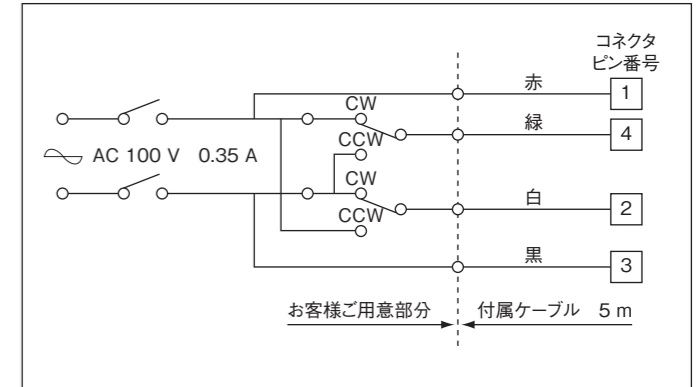 コネクタ
ピン番号
赤
1
CW
緑
4
CCW
AC 100 V 0.35 A
CW
白
2
CCW
黒
3
お客様ご用意部分
付属ケーブル 5 m